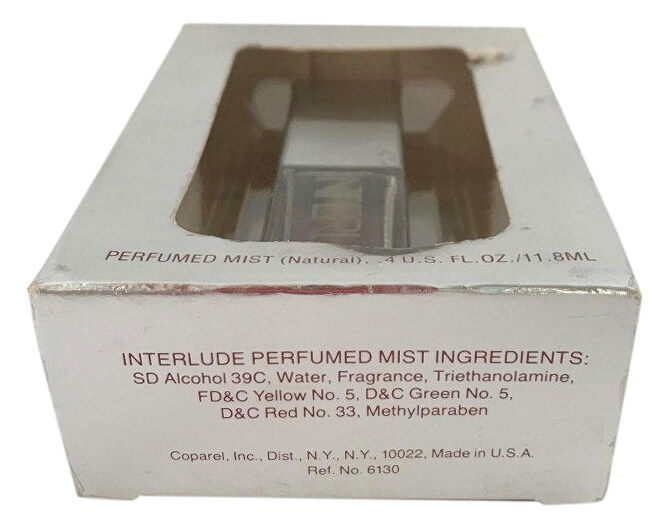 PERFUMED MIST (Natural), .4 U.S. FL. OZ./11.8ML
INTERLUDE PERFUMED MIST INGREDIENTS:
SD Alcohol 39C, Water, Fragrance, Triethanolamine,
FD&C Yellow No. 5, D&C Green No. 5,
D&C Red No. 33, Methylparaben
Coparel, Inc., Dist., N.Y., N.Y., 10022, Made in U.S.A.
Ref. No. 6130